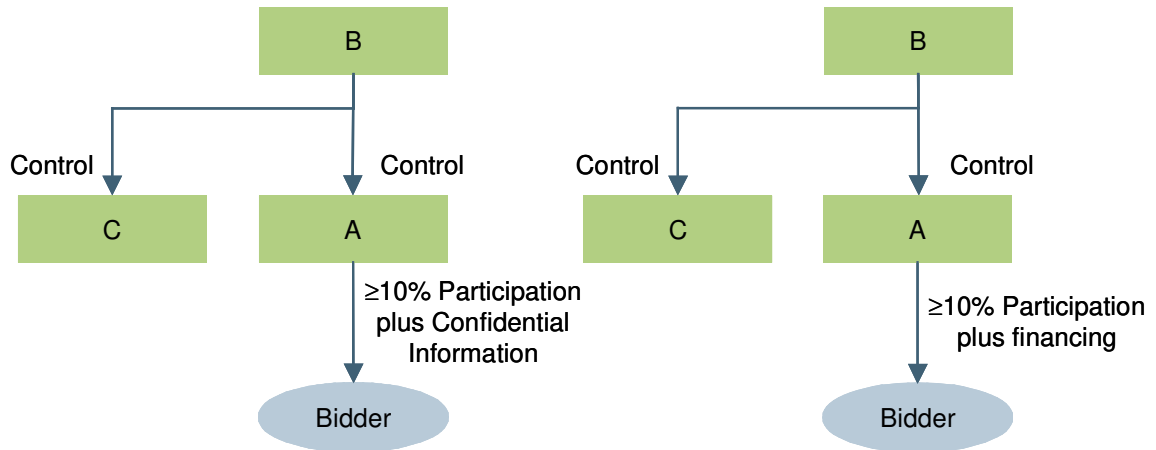 B
Control
Control
C
A
≥10% Participation
plus Confidential
Information
Bidder
B
Control
Control
C
A
≥10% Participation
plus financing
Bidder